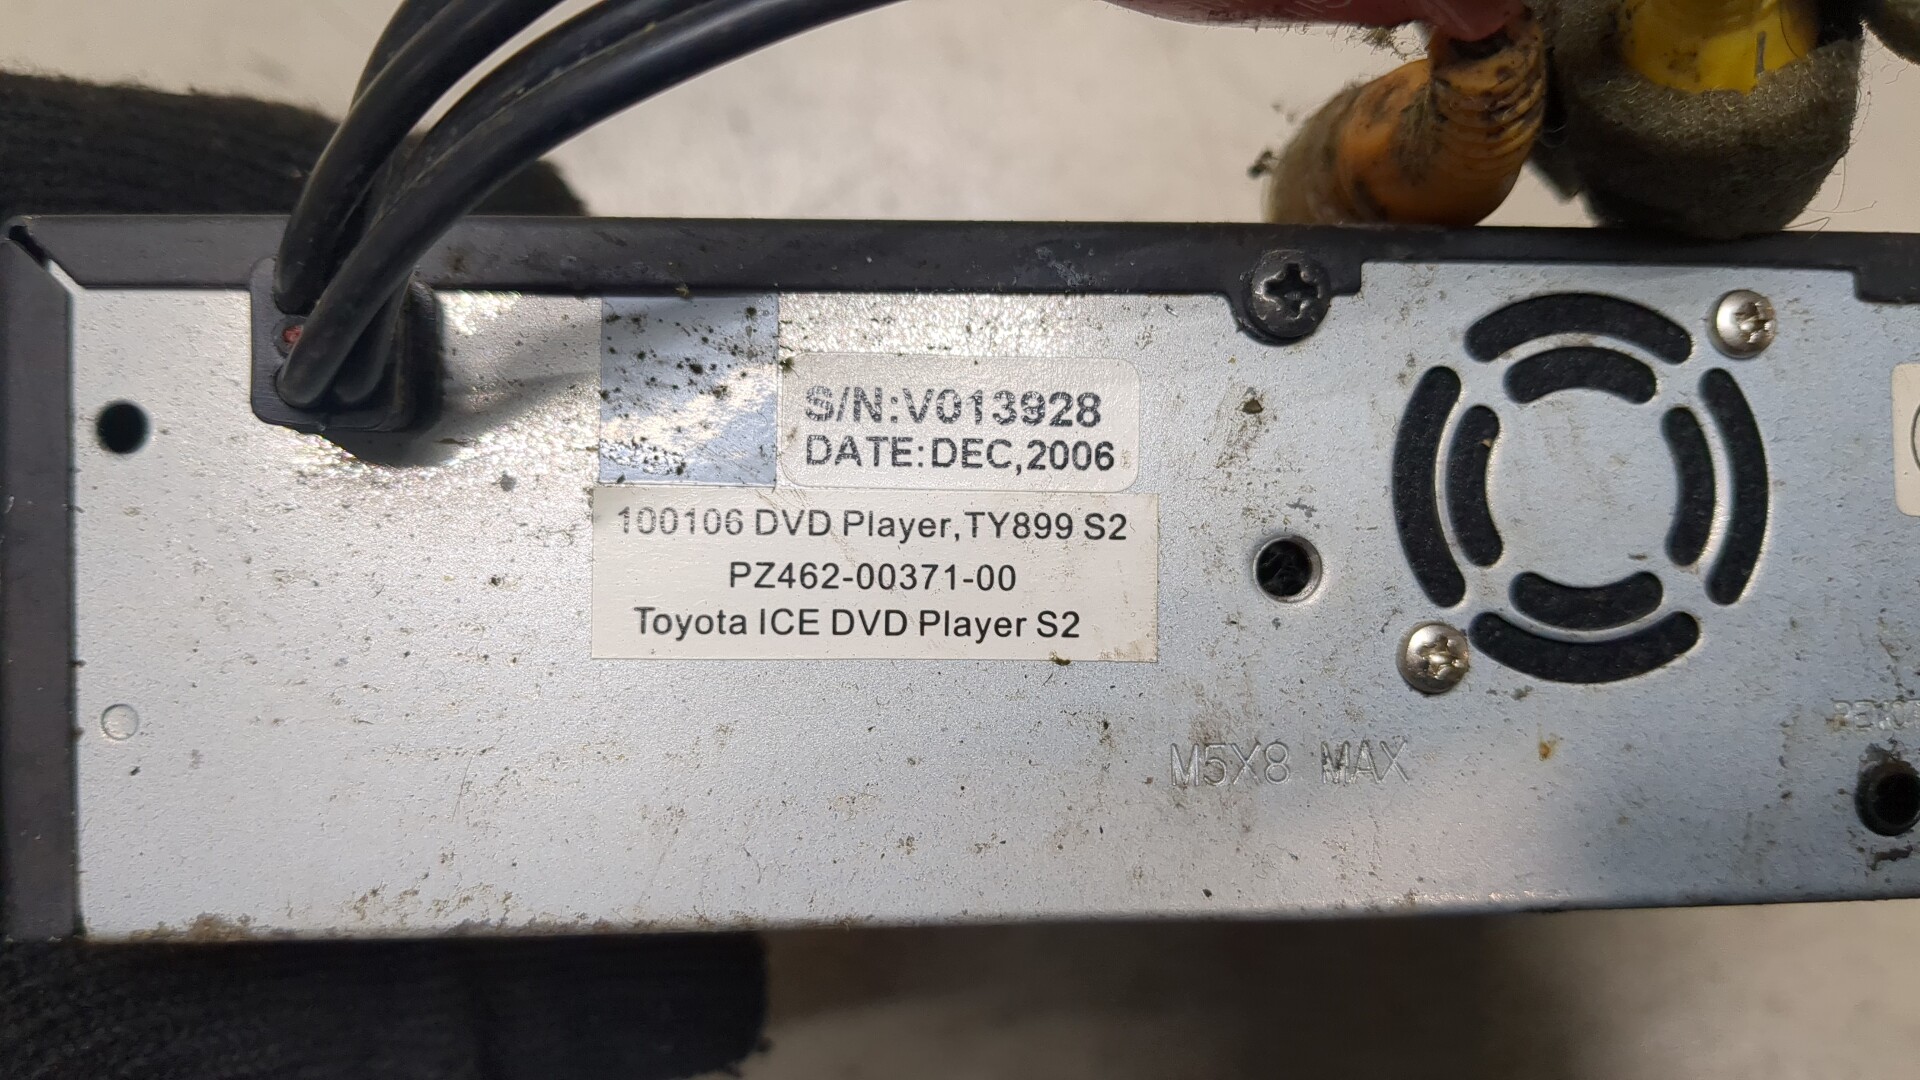 S/N:V013928
DATE:DEC,2006
100106 DVD Player,TY899 S2
PZ462-00371-00
Toyota ICE DVD Player S2
M5X8 MAX